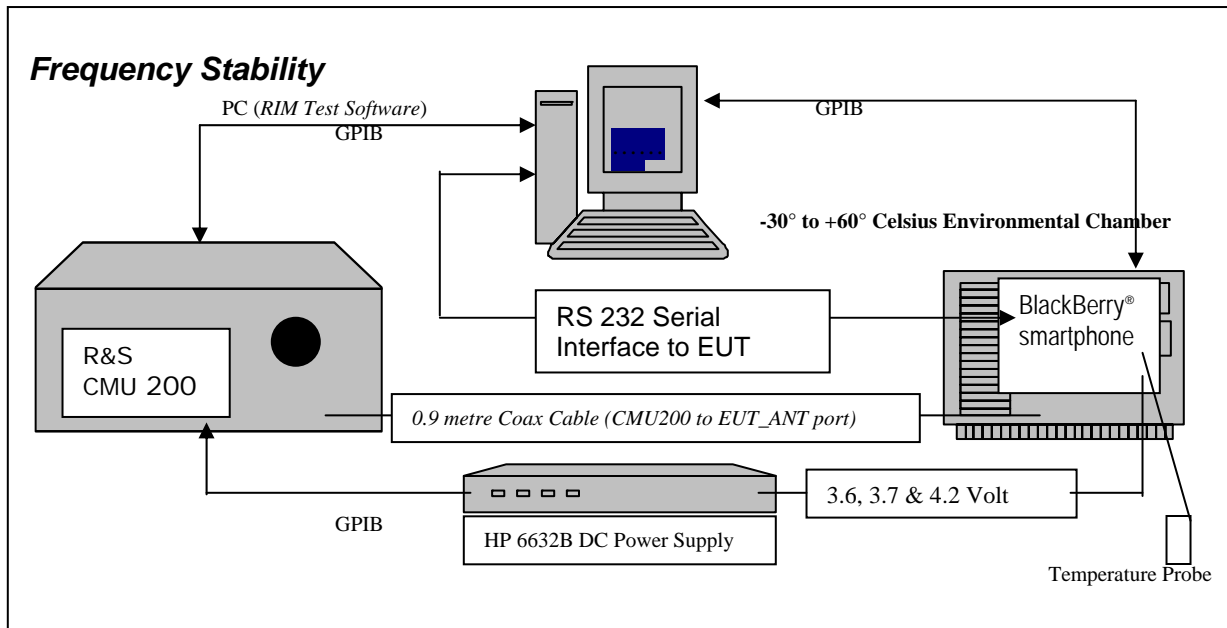 Frequency Stability
PC (RIM Test Software)
GPIB
GPIB
-30° to +60° Celsius Environmental Chamber
BlackBerry®
smartphone
RS 232 Serial
Interface to EUT
R&S
CMU 200
0.9 metre Coax Cable (CMU200 to EUT_ANT port)
3.6, 3.7 & 4.2 Volt
GPIB
HP 6632B DC Power Supply
Temperature Probe